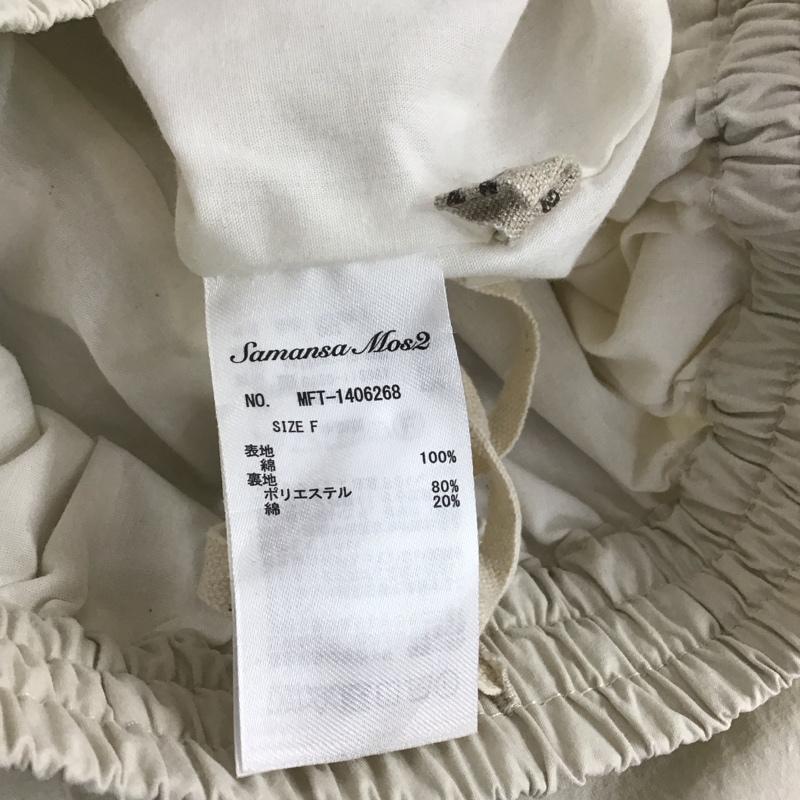 Samansa Mos2
NO. MFT-1406268
SIZE F
表地
綿 100%
裏地
ポリエステル 80%
綿 20%